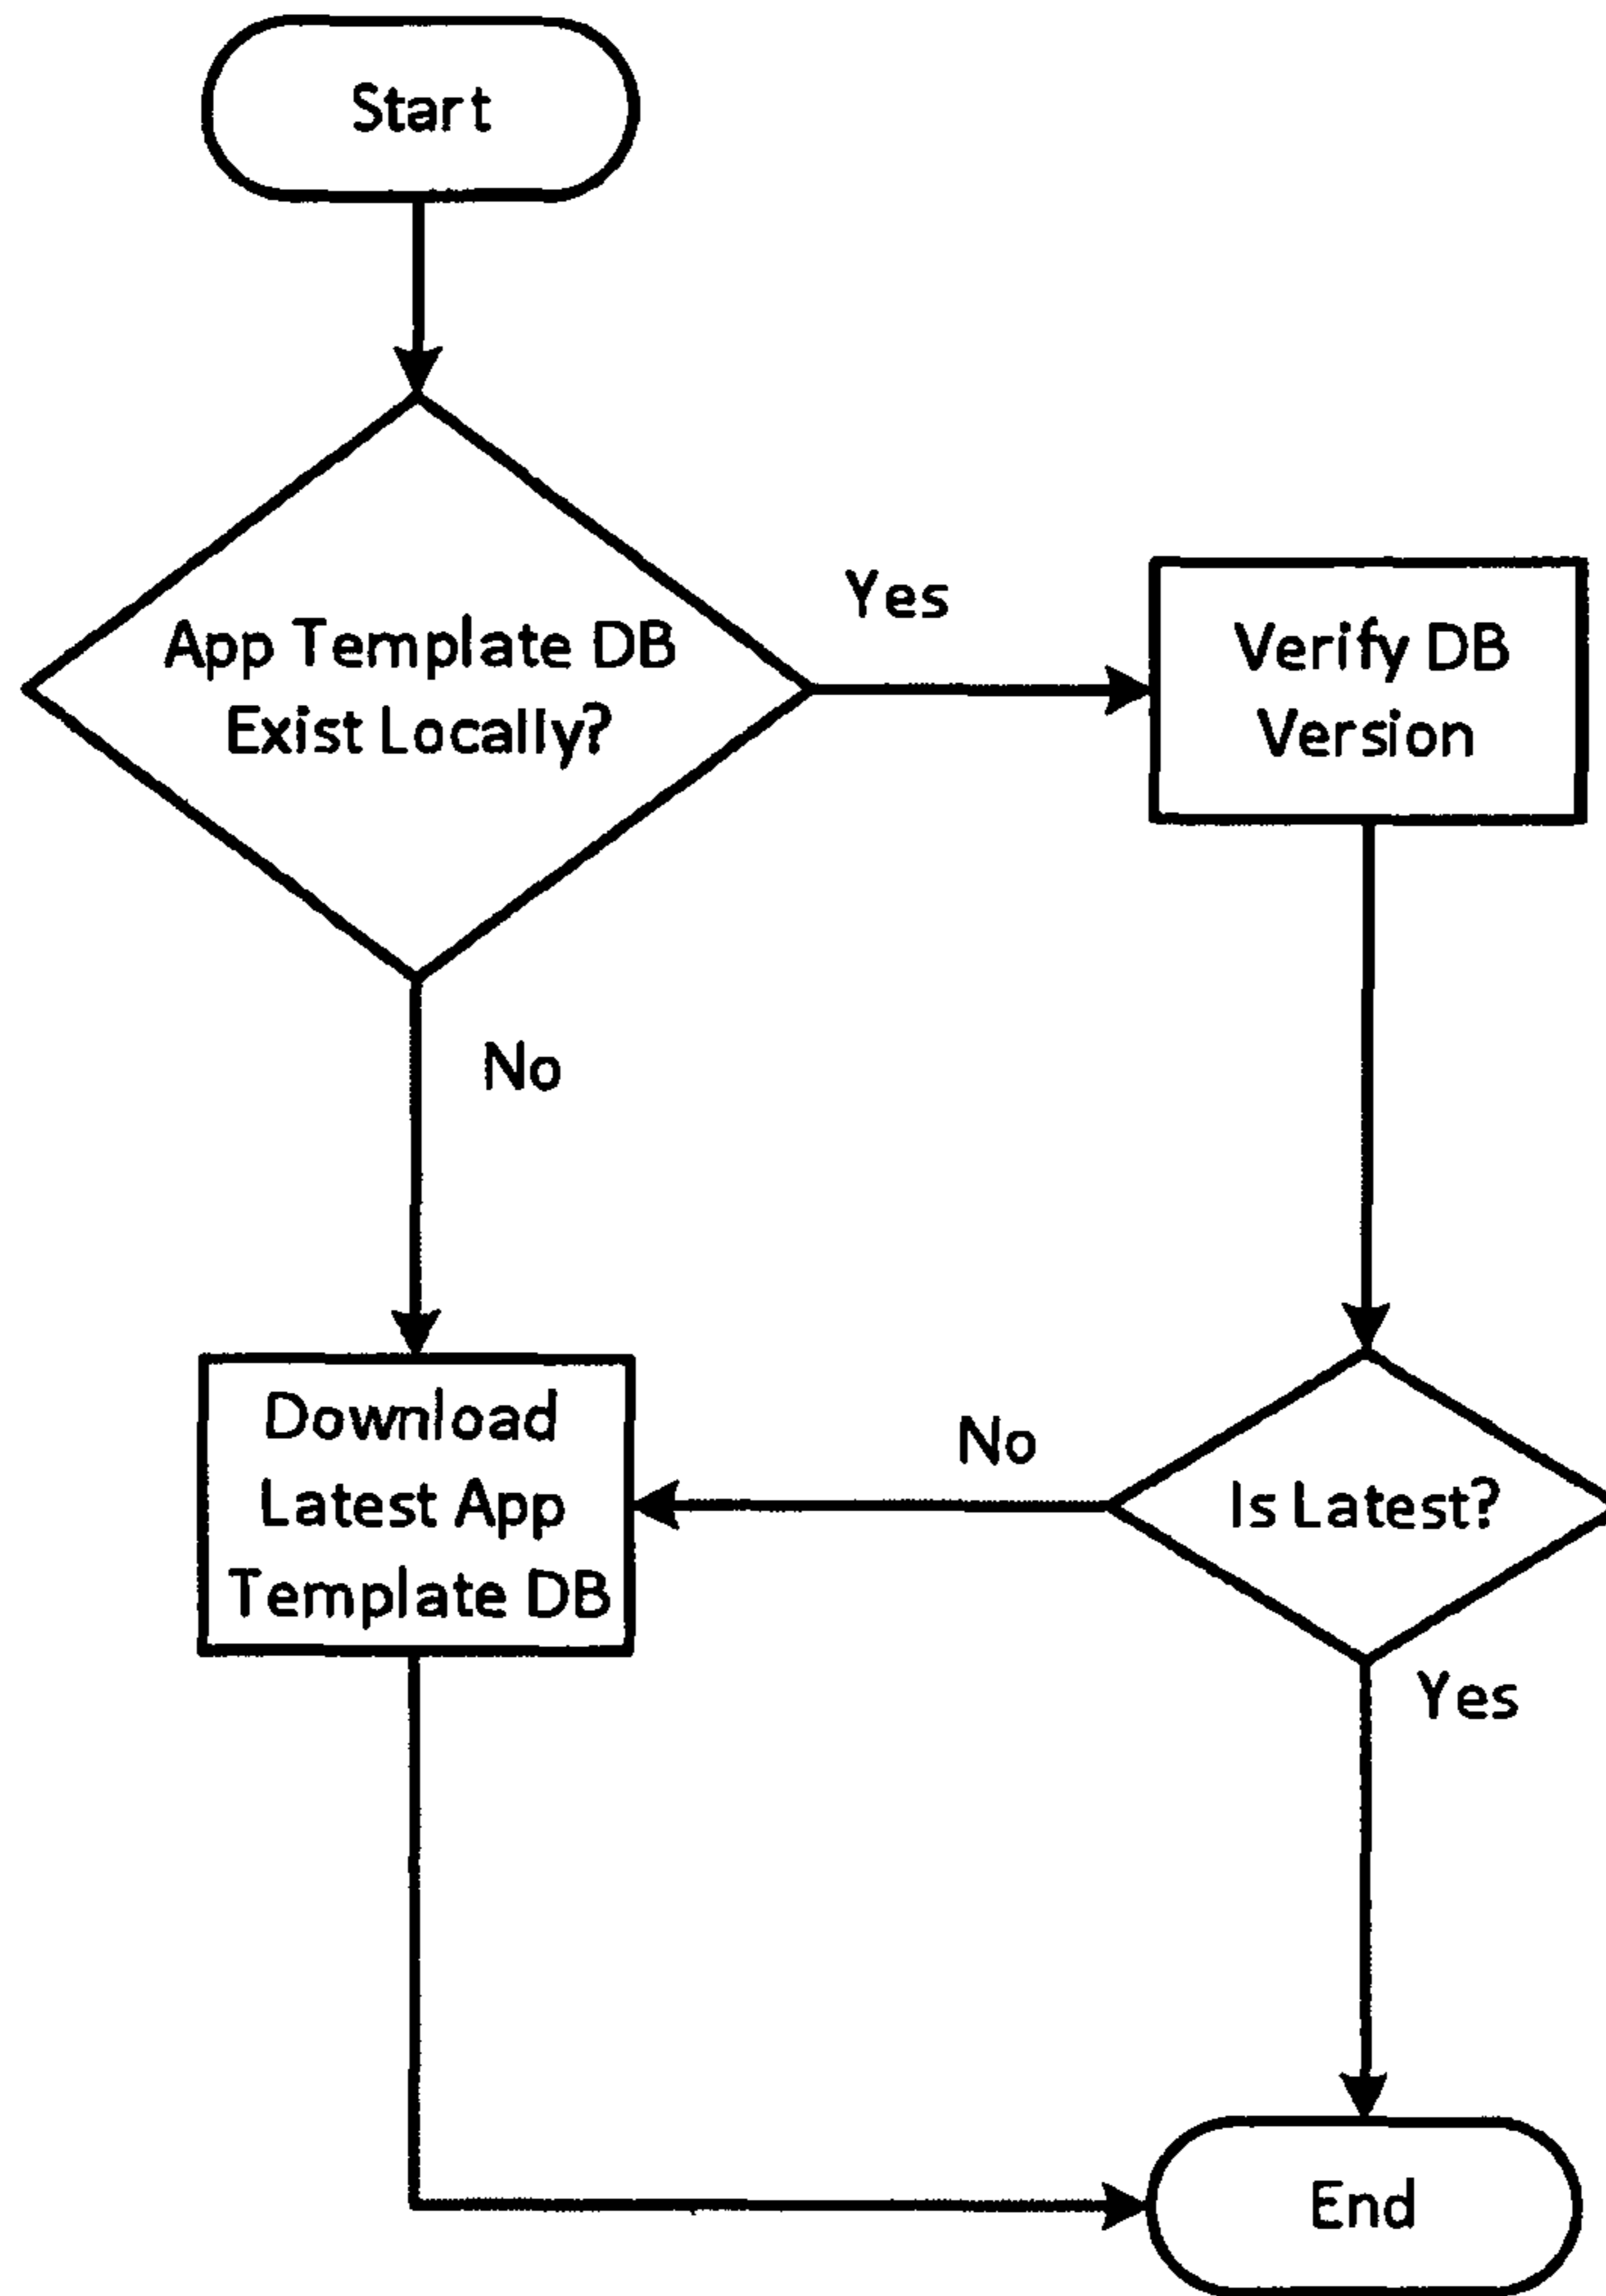 Start
App Template DB
Exist Locally?
Yes
Verify DB
Version
No
Download
Latest App
Template DB
No
Is Latest?
Yes
End